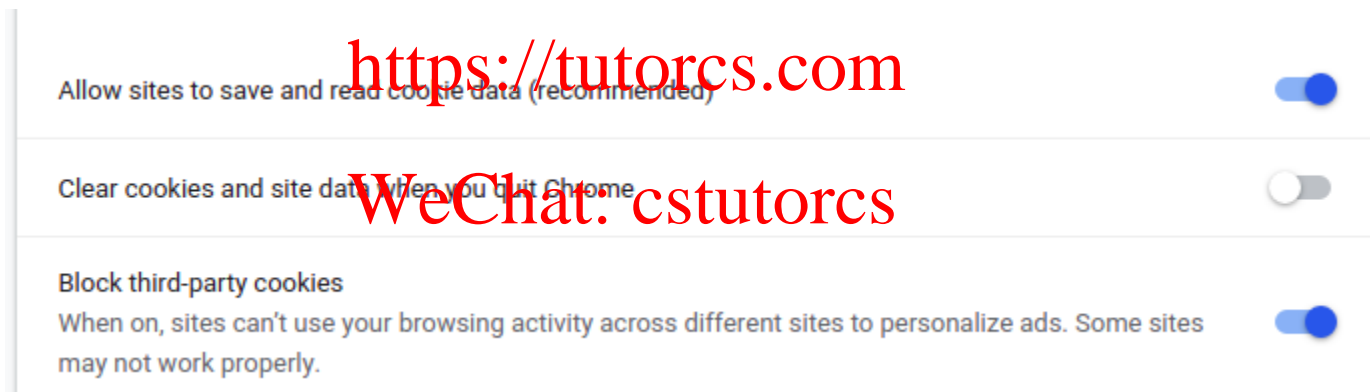 https://tutorcs.com
Allow sites to save and read cookie data (recommended)
Clear cookies and site data when you quit Chrome
WeChat: cstutorcs
Block third-party cookies
When on, sites can't use your browsing activity across different sites to personalize ads. Some sites
may not work properly.